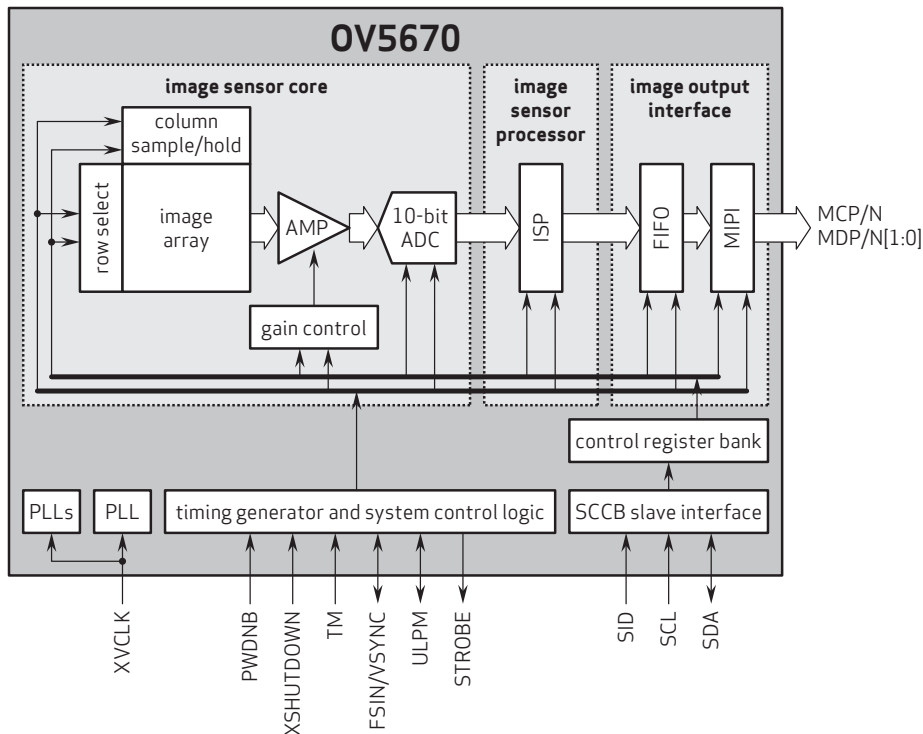 OV5670
image sensor core
image
sensor
processor
image output
interface
column
sample/hold
row select
image
array
AMP
10-bit
ADC
ISP
FIFO
MIPI
MCP/N
MDP/N[1:0]
gain control
control register bank
PLLs
PLL
timing generator and system control logic
SCCB slave interface
XVCLK
PWDNB
XSHUTDOWN
TM
FSIN/VSYNC
ULPM
STROBE
SID
SCL
SDA